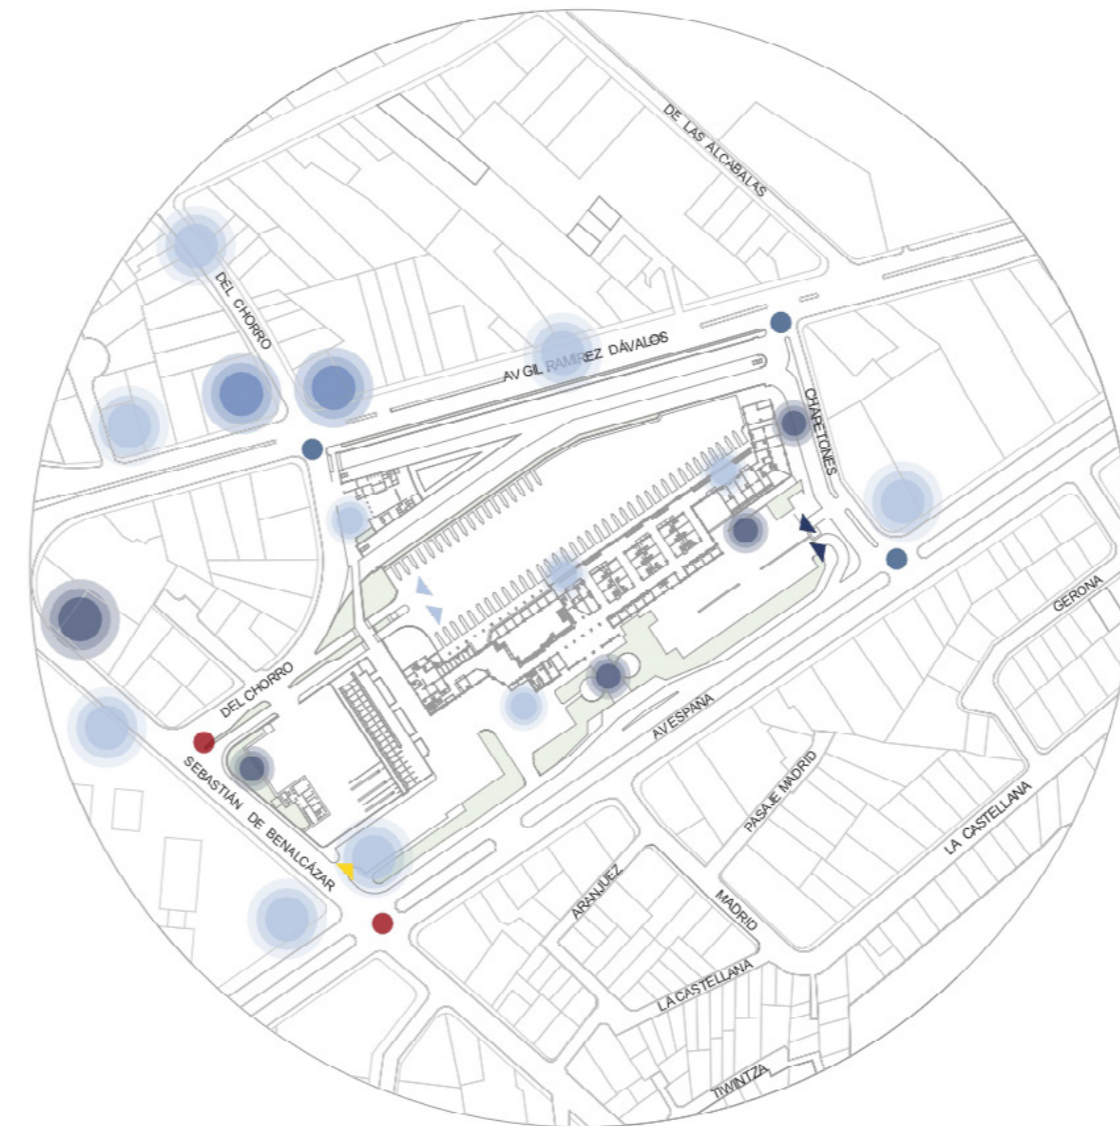 DE LAS ALCABALAS
DEL CHORRO
AV GIL RAMIREZ DÁVALOS
CHAPETONES
GERONA
DEL CHORRO
AV ESPAÑA
SEBASTIÁN DE BENALCÁZAR
PASAJE MADRID
LA CASTELLANA
ARANJUEZ
MADRID
LA CASTELLANA
TIWINTZA